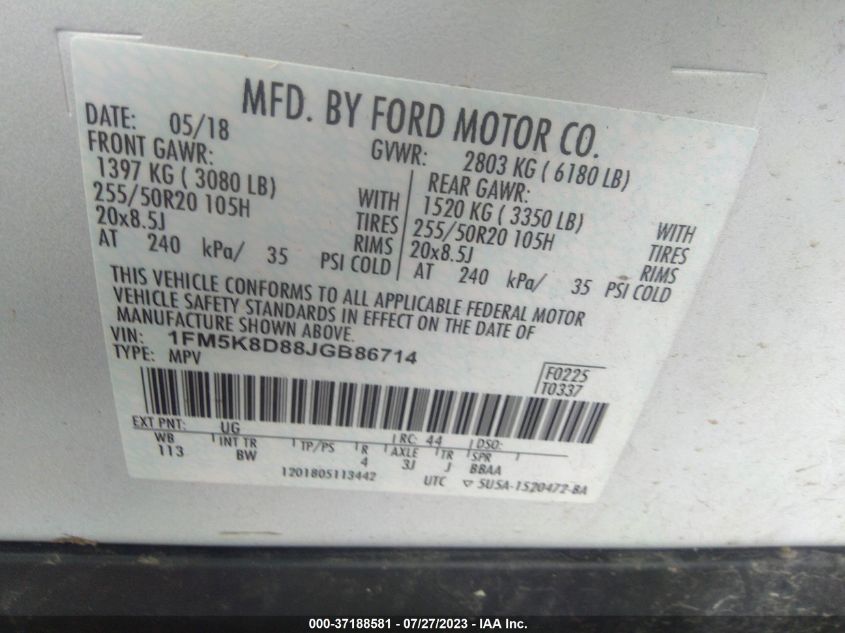 MFD. BY FORD MOTOR CO.
DATE: 05/18 GVWR: 2803 KG ( 6180 LB)
FRONT GAWR: REAR GAWR:
1397 KG ( 3080 LB) WITH 1520 KG ( 3350 LB) WITH
255/50R20 105H TIRES 255/50R20 105H TIRES
20x8.5J RIMS 20x8.5J RIMS
AT 240 kPa/ 35 PSI COLD AT 240 kPa/ 35 PSI COLD
THIS VEHICLE CONFORMS TO ALL APPLICABLE FEDERAL MOTOR
VEHICLE SAFETY STANDARDS IN EFFECT ON THE DATE OF
MANUFACTURE SHOWN ABOVE.
VIN: 1FM5K8D88JGB86714
TYPE: MPV
F0225
T0337
EXT PNT: UG RC: 44 DSO:
WB INT TR TP/PS R AXLE TR SPR
113 BW 4 3J J BBAA
1201805113442 UTC ▽ 5U5A-1520472-BA
000-37188581 - 07/27/2023 - IAA Inc.